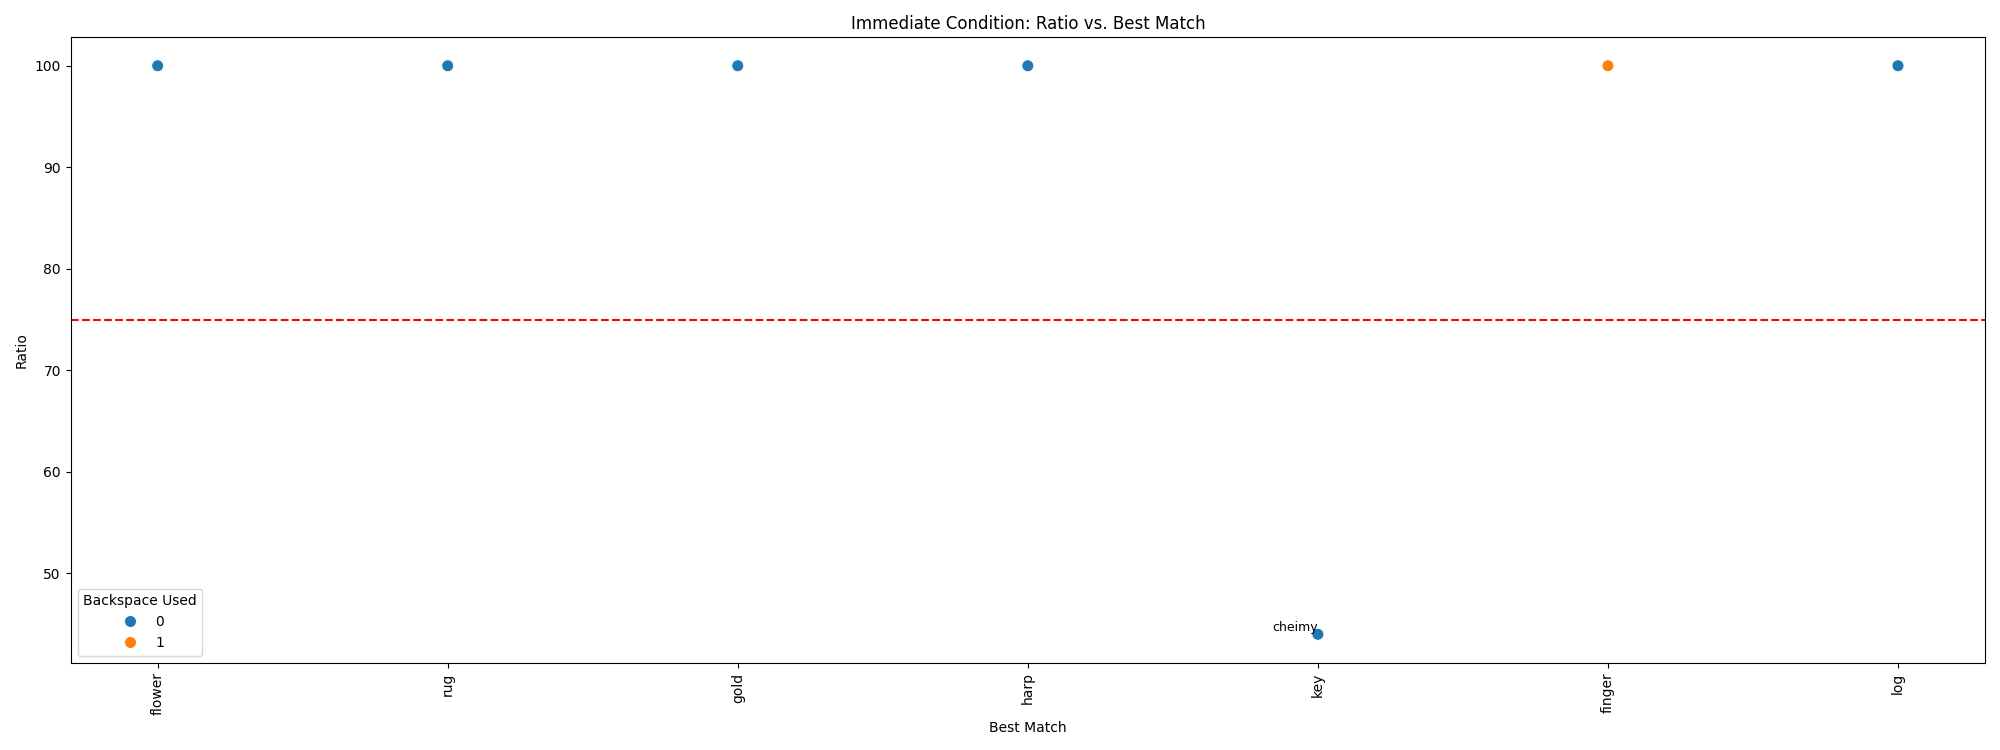 Immediate Condition: Ratio vs. Best Match
100
90
80
70
60
50
Ratio
cheimy
Backspace Used
0
1
flower
rug
gold
harp
key
finger
log
Best Match